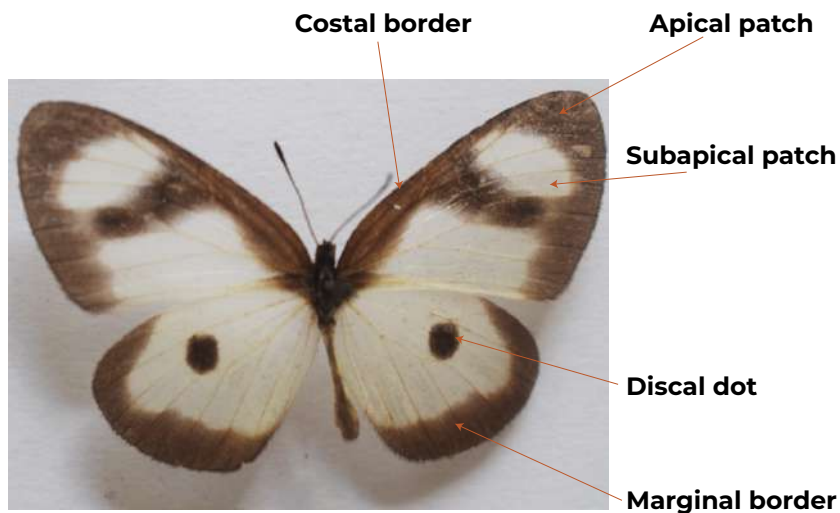 Costal border
Apical patch
Subapical patch
Discal dot
Marginal border